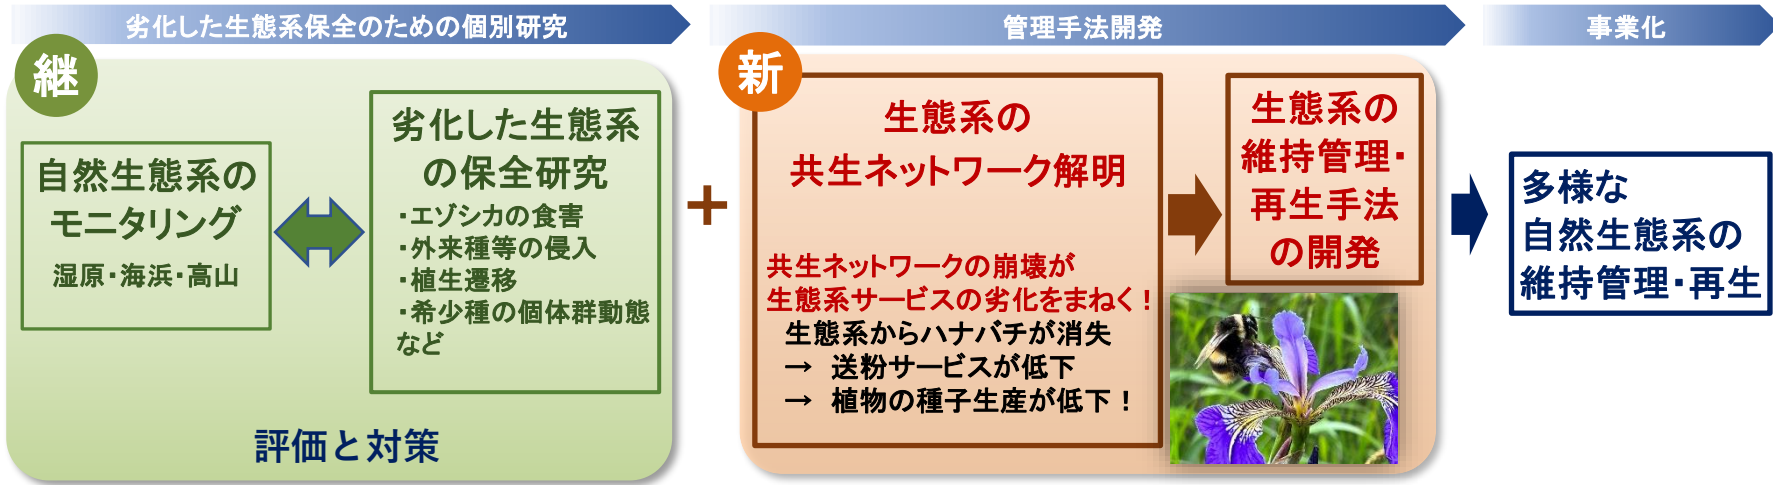 劣化した生態系保全のための個別研究
管理手法開発
事業化
継
自然生態系の
モニタリング
湿原・海浜・高山
劣化した生態系
の保全研究
・エゾシカの食害
・外来種等の侵入
・植生遷移
・希少種の個体群動態
など
評価と対策
+
新
生態系の
共生ネットワーク解明
共生ネットワークの崩壊が
生態系サービスの劣化をまねく！
生態系からハナバチが消失
→ 送粉サービスが低下
→ 植物の種子生産が低下！
生態系の
維持管理・
再生手法
の開発
多様な
自然生態系の
維持管理・再生